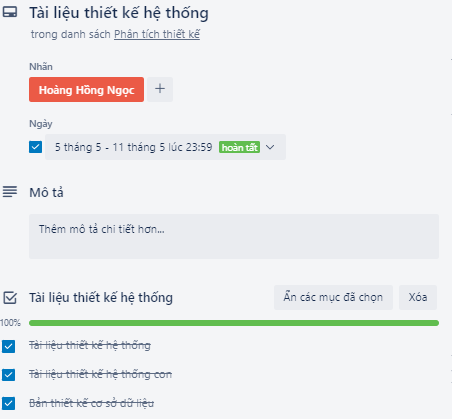 Tài liệu thiết kế hệ thống
trong danh sách Phân tích thiết kế
Nhãn
Hoàng Hồng Ngọc +
Ngày
5 tháng 5 - 11 tháng 5 lúc 23:59 hoàn tất
Mô tả
Thêm mô tả chi tiết hơn...
Tài liệu thiết kế hệ thống Ẩn các mục đã chọn Xóa
100%
Tài liệu thiết kế hệ thống
Tài liệu thiết kế hệ thống con
Bản thiết kế cơ sở dữ liệu